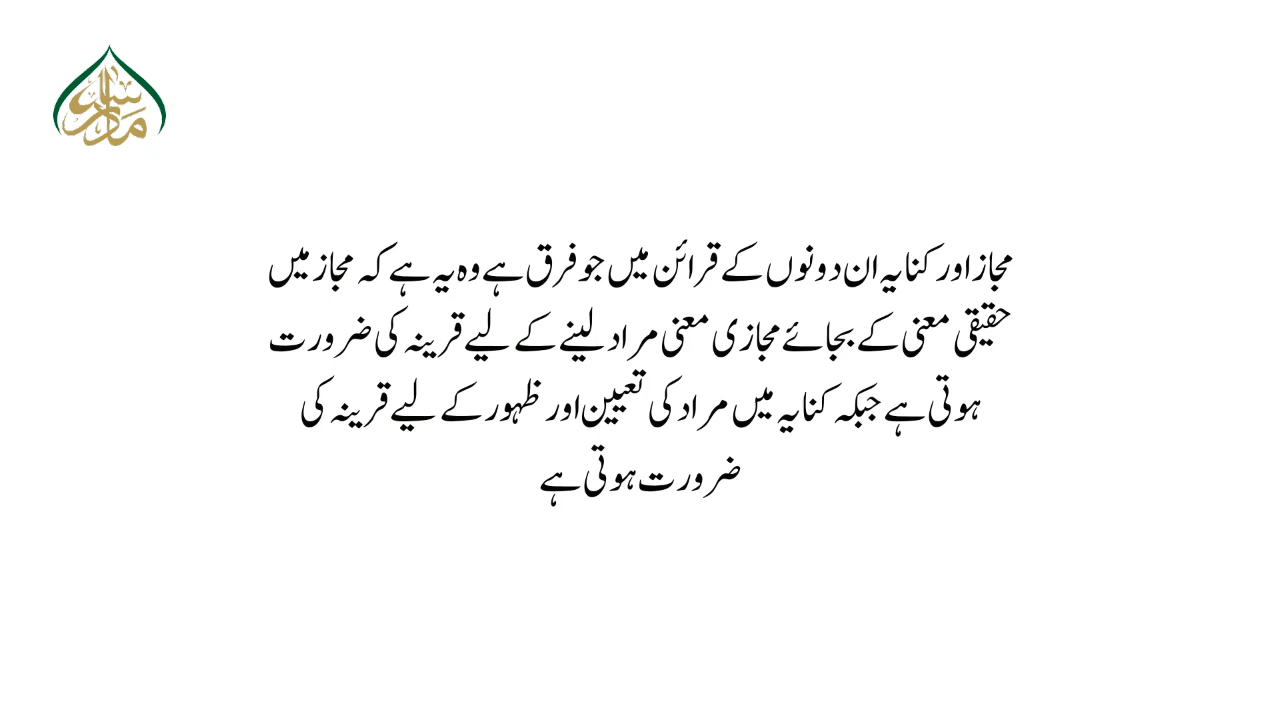 مجاز اور کنایہ ان دونوں کے قرائن میں جو فرق ہے وہ یہ ہے کہ مجاز میں
حقیقی معنی کے بجائے مجازی معنی مراد لینے کے لیے قرینہ کی ضرورت
ہوتی ہے جبکہ کنایہ میں مراد کی تعیین اور ظہور کے لیے قرینہ کی
ضرورت ہوتی ہے